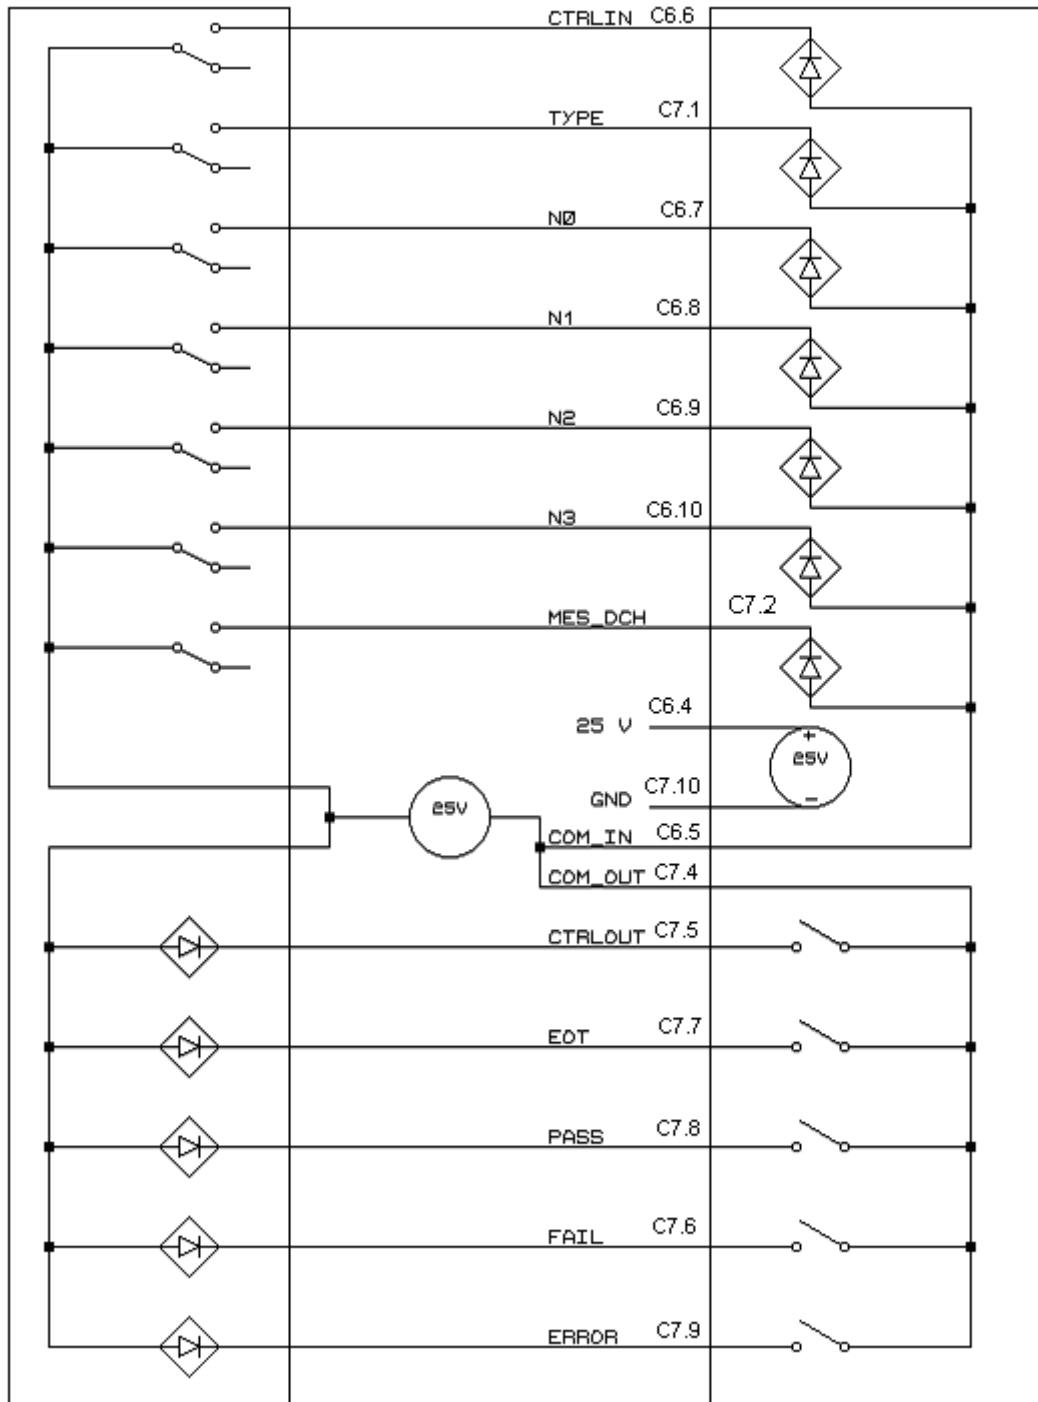 CTRLIN C6.6
TYPE C7.1
NØ C6.7
N1 C6.8
N2 C6.9
N3 C6.10
MES_DCH C7.2
25 V C6.4
+
25V
-
GND C7.10
25V
COM_IN C6.5
COM_OUT C7.4
CTRLOUT C7.5
EOT C7.7
PASS C7.8
FAIL C7.6
ERROR C7.9